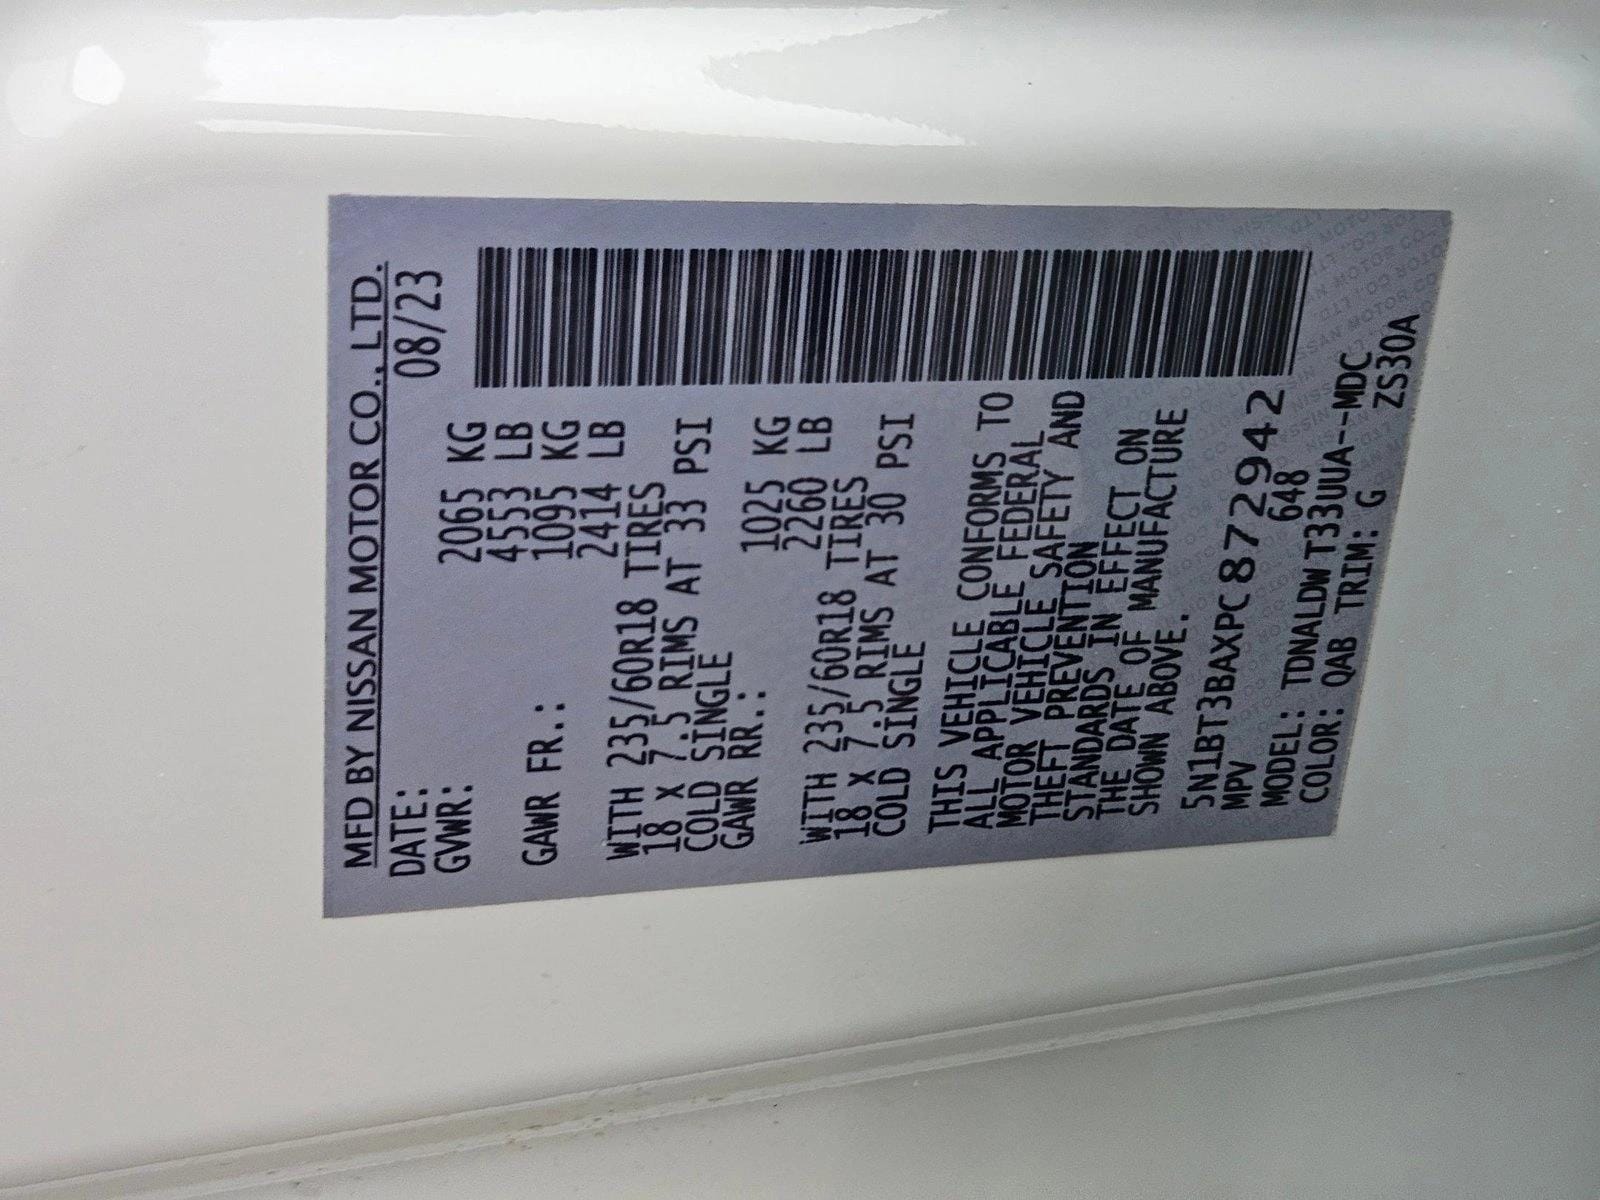 MFD BY NISSAN MOTOR CO., LTD.
DATE: 08/23
GVWR: 2065 KG
4553 LB
GAWR FR.: 1095 KG
2414 LB
WITH 235/60R18 TIRES
18 X 7.5 RIMS AT 33 PSI
COLD SINGLE
GAWR RR.: 1025 KG
2260 LB
WITH 235/60R18 TIRES
18 X 7.5 RIMS AT 30 PSI
COLD SINGLE
THIS VEHICLE CONFORMS TO
ALL APPLICABLE FEDERAL
MOTOR VEHICLE SAFETY AND
THEFT PREVENTION
STANDARDS IN EFFECT ON
THE DATE OF MANUFACTURE
SHOWN ABOVE.
5N1BT3BAXPC872942
MPV 648
MODEL: TDNALDW T33UUA--MDC
COLOR: QAB TRIM: G ZS30A